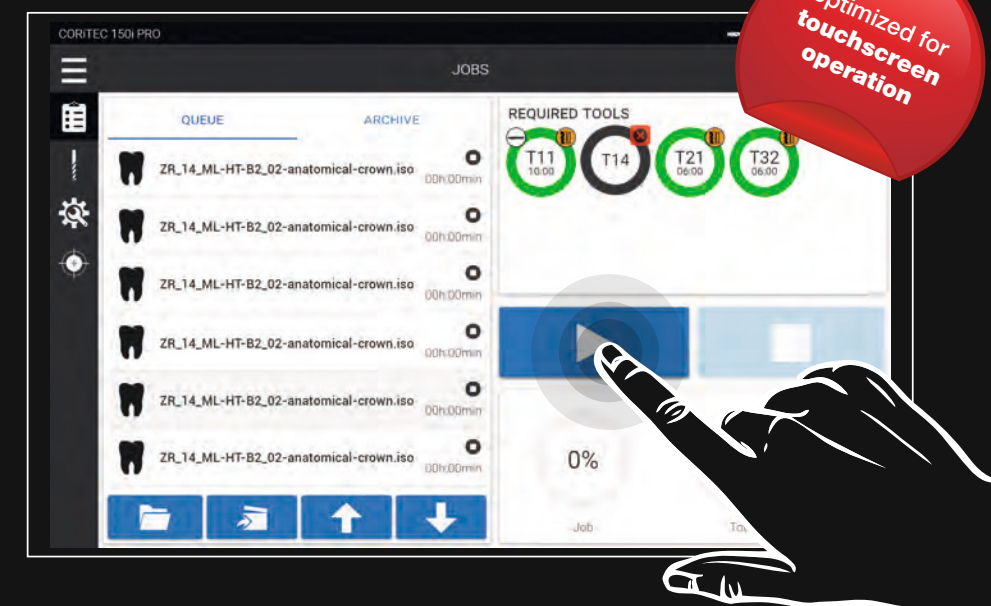 CORiTEC 150i PRO
JOBS
optimized for
touchscreen
operation
QUEUE
ARCHIVE
ZR_14_ML-HT-B2_02-anatomical-crown.iso
00h:00min
ZR_14_ML-HT-B2_02-anatomical-crown.iso
00h:00min
ZR_14_ML-HT-B2_02-anatomical-crown.iso
00h:00min
ZR_14_ML-HT-B2_02-anatomical-crown.iso
00h:00min
ZR_14_ML-HT-B2_02-anatomical-crown.iso
00h:00min
ZR_14_ML-HT-B2_02-anatomical-crown.iso
00h:00min
REQUIRED TOOLS
T11
10:00
T14
T21
06:00
T32
06:00
0%
Job